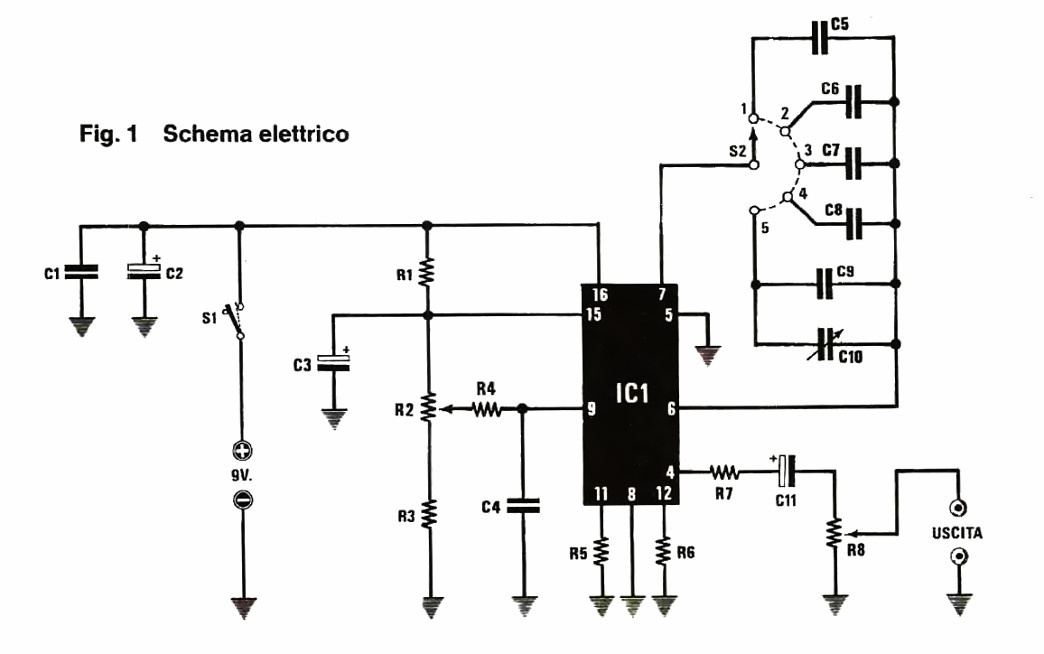 Fig. 1 Schema elettrico
C5
C6
1
2
S2
3
C7
4
C8
5
C9
C10
C1
+
C2
R1
S1
16
7
15
5
+
C3
IC1
R2
R4
9
6
+
9V.
−
R3
C4
4
11
8
12
R7
+
C11
R5
R6
R8
USCITA